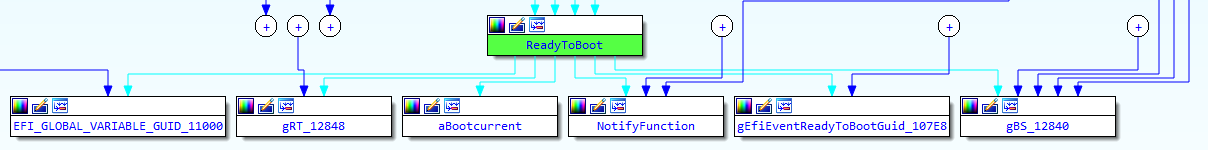 ReadyToBoot
EFI_GLOBAL_VARIABLE_GUID_11000
gRT_12848
aBootcurrent
NotifyFunction
gEfiEventReadyToBootGuid_107E8
gBS_12840